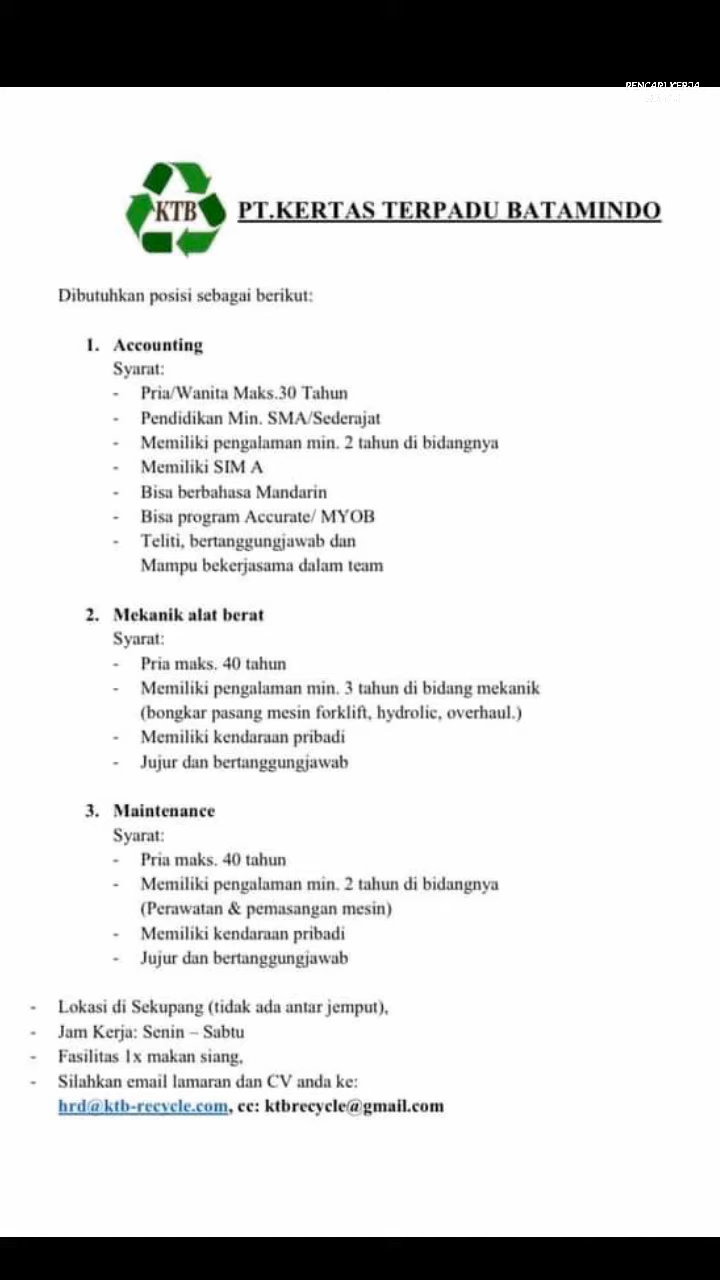 PENCARI KERJA
KTB
PT.KERTAS TERPADU BATAMINDO
Dibutuhkan posisi sebagai berikut:
1. Accounting
Syarat:
- Pria/Wanita Maks.30 Tahun
- Pendidikan Min. SMA/Sederajat
- Memiliki pengalaman min. 2 tahun di bidangnya
- Memiliki SIM A
- Bisa berbahasa Mandarin
- Bisa program Accurate/ MYOB
- Teliti, bertanggungjawab dan
Mampu bekerjasama dalam team
2. Mekanik alat berat
Syarat:
- Pria maks. 40 tahun
- Memiliki pengalaman min. 3 tahun di bidang mekanik
(bongkar pasang mesin forklift, hydrolic, overhaul.)
- Memiliki kendaraan pribadi
- Jujur dan bertanggungjawab
3. Maintenance
Syarat:
- Pria maks. 40 tahun
- Memiliki pengalaman min. 2 tahun di bidangnya
(Perawatan & pemasangan mesin)
- Memiliki kendaraan pribadi
- Jujur dan bertanggungjawab
- Lokasi di Sekupang (tidak ada antar jemput),
- Jam Kerja: Senin – Sabtu
- Fasilitas 1x makan siang,
- Silahkan email lamaran dan CV anda ke:
hrd@ktb-recycle.com, cc: ktbrecycle@gmail.com